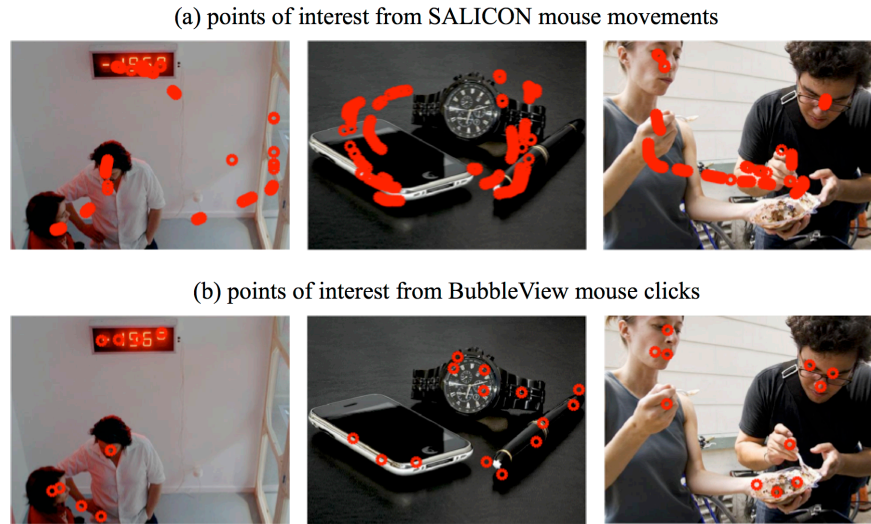 (a) points of interest from SALICON mouse movements
(b) points of interest from BubbleView mouse clicks